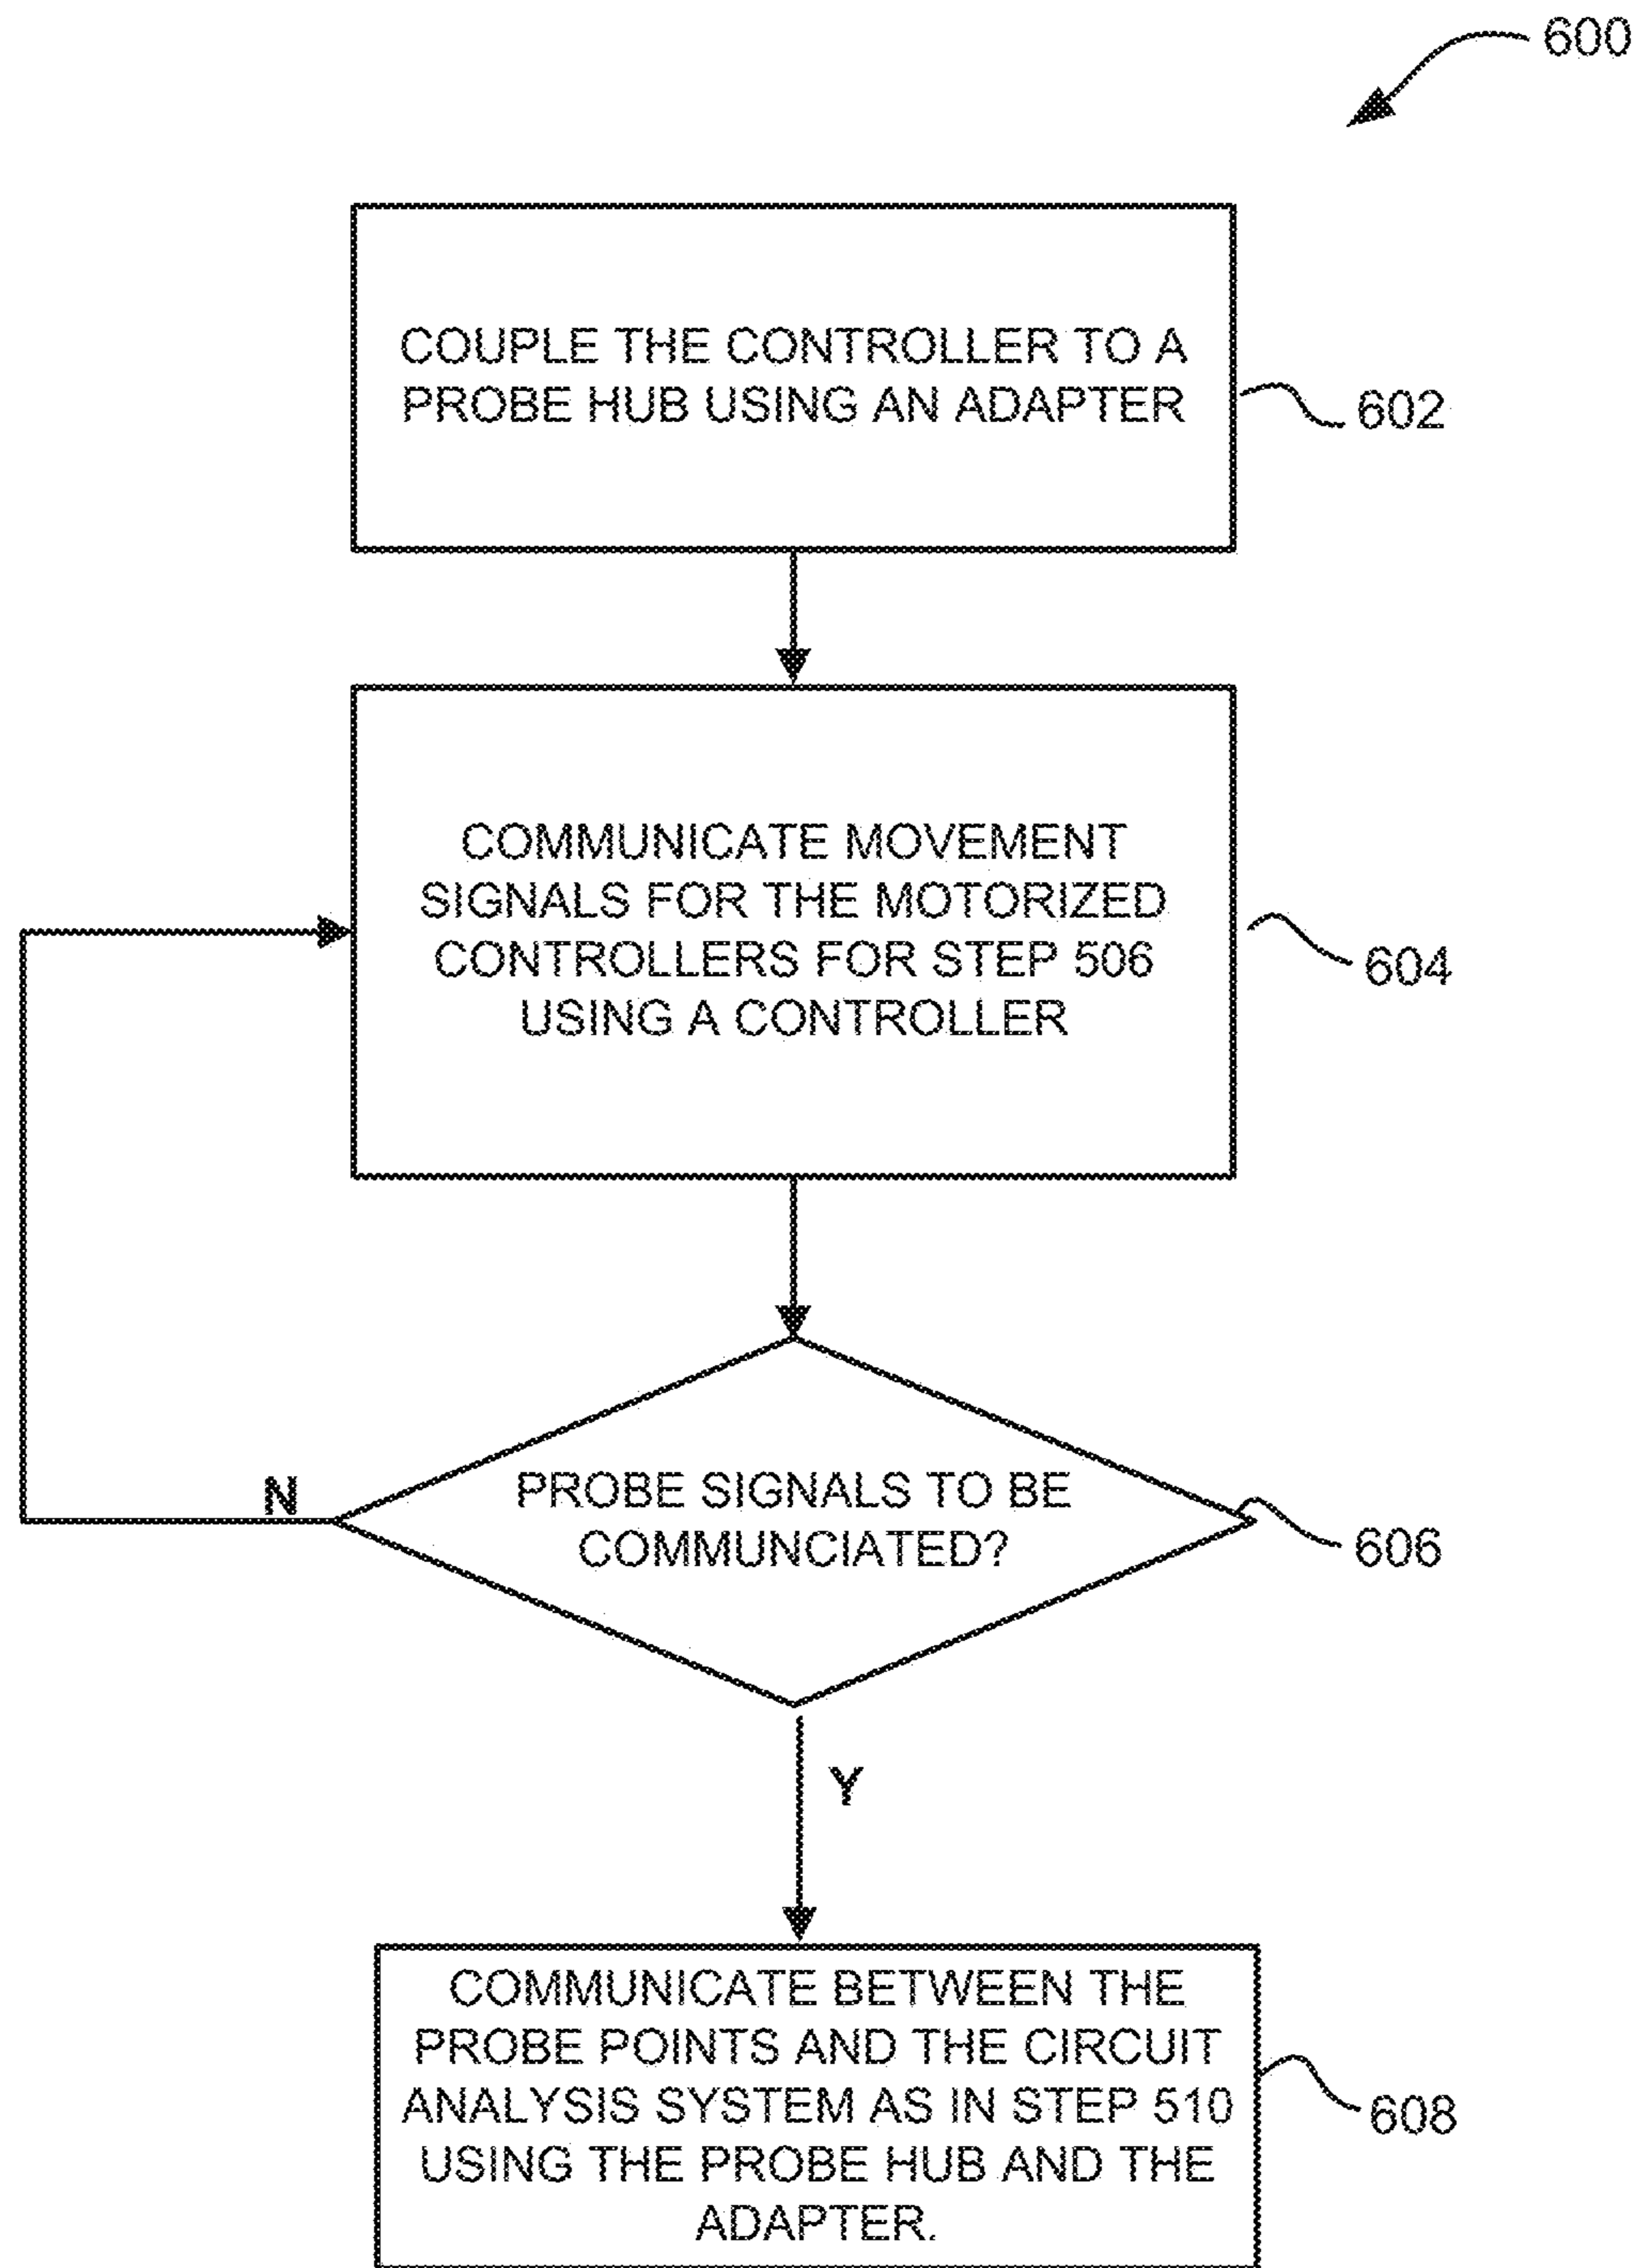 600
COUPLE THE CONTROLLER TO A
PROBE HUB USING AN ADAPTER
602
COMMUNICATE MOVEMENT
SIGNALS FOR THE MOTORIZED
CONTROLLERS FOR STEP 506
USING A CONTROLLER
604
PROBE SIGNALS TO BE
COMMUNCIATED?
606
N
Y
COMMUNICATE BETWEEN THE
PROBE POINTS AND THE CIRCUIT
ANALYSIS SYSTEM AS IN STEP 510
USING THE PROBE HUB AND THE
ADAPTER.
608